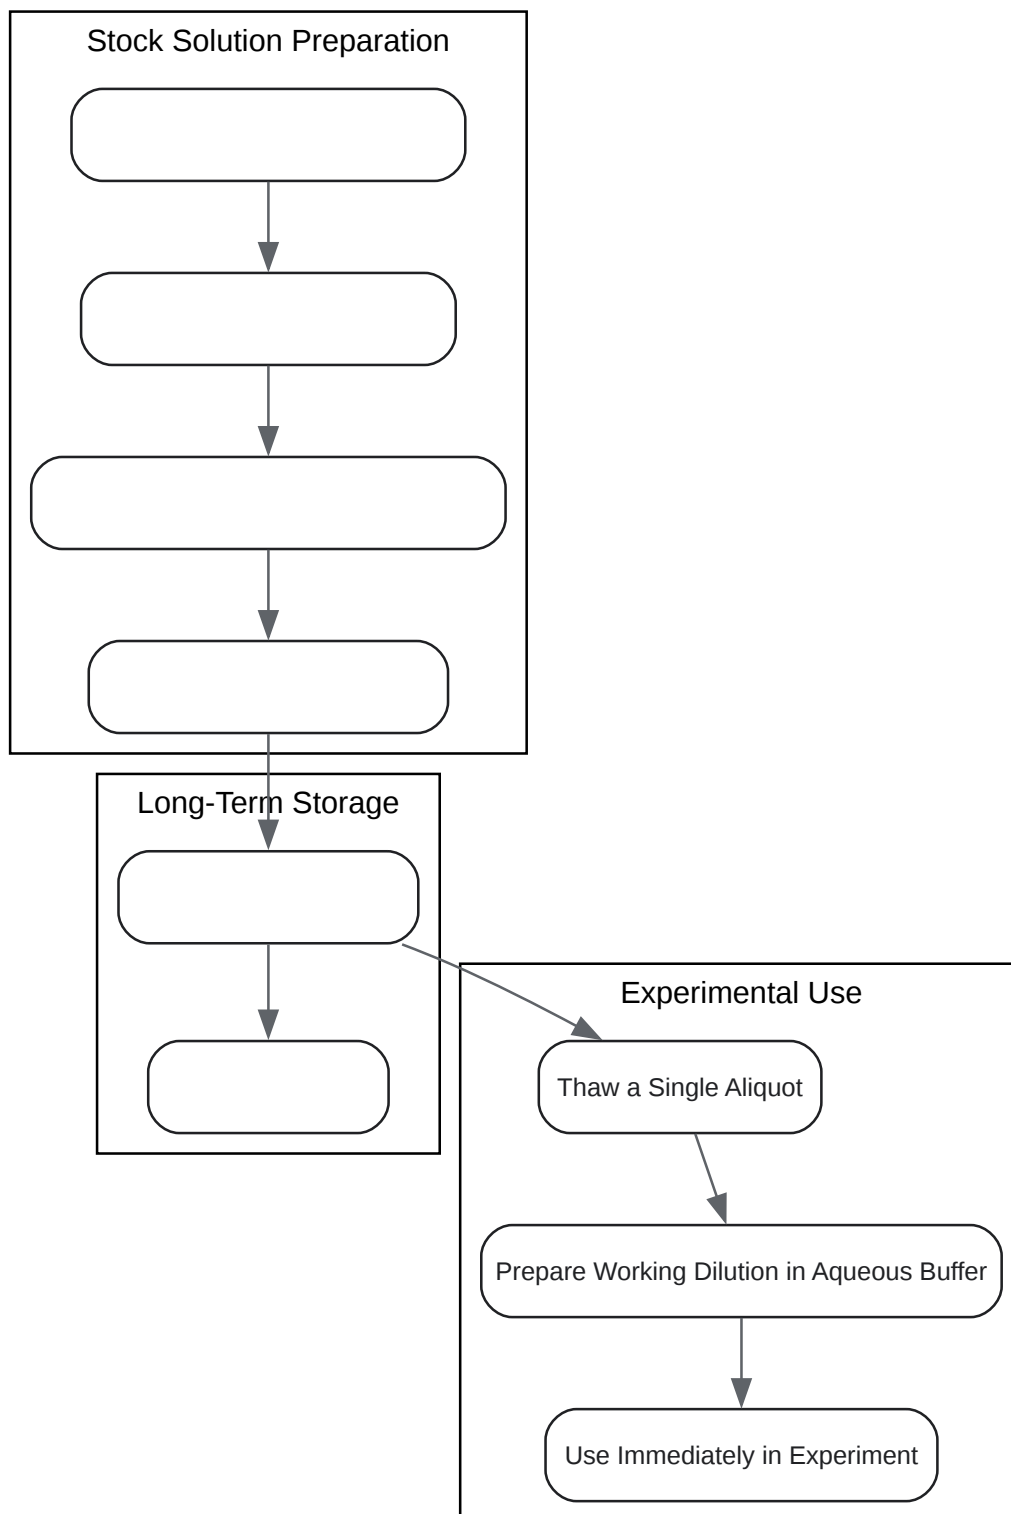 Stock Solution Preparation
Long-Term Storage
Experimental Use
Thaw a Single Aliquot
Prepare Working Dilution in Aqueous Buffer
Use Immediately in Experiment